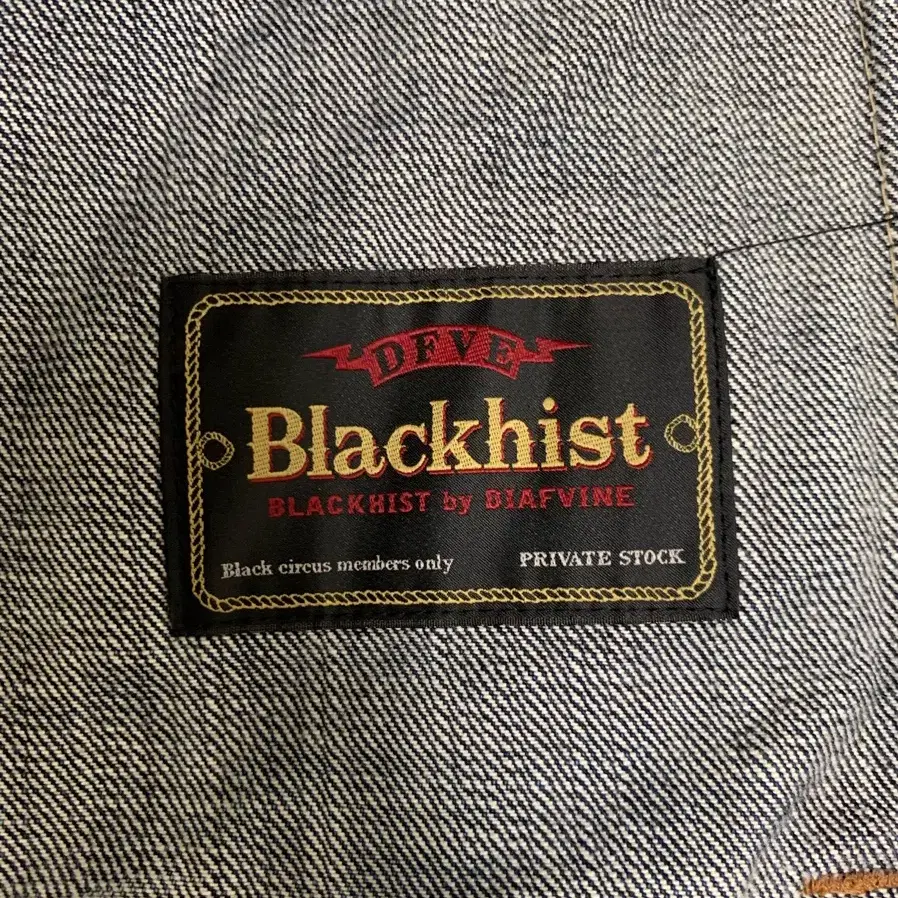 DFVE
Blackhist
BLACKHIST by DIAFVINE
Black circus members only
PRIVATE STOCK